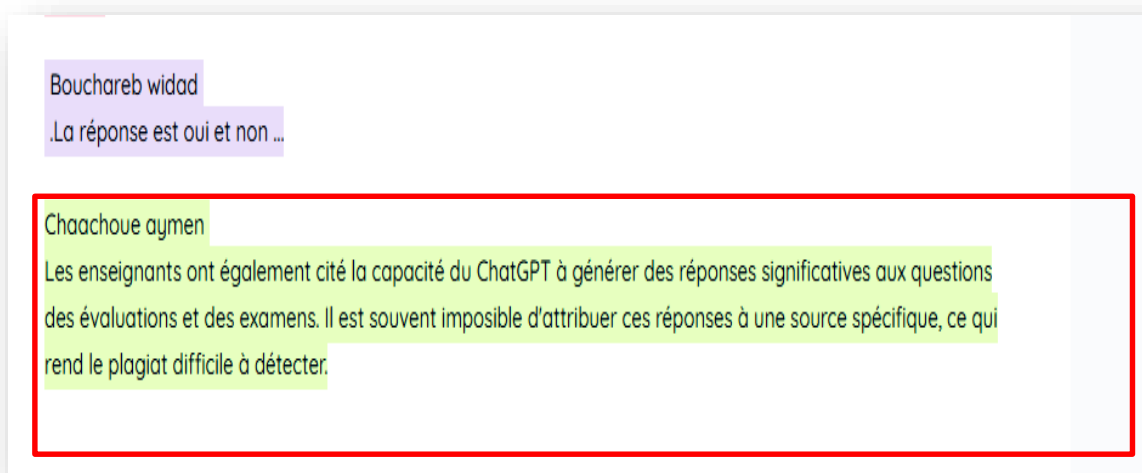 Bouchareb widad
.La réponse est oui et non ...
Chaachoue aymen
Les enseignants ont également cité la capacité du ChatGPT à générer des réponses significatives aux questions
des évaluations et des examens. Il est souvent imposible d'attribuer ces réponses à une source spécifique, ce qui
rend le plagiat difficile à détecter.